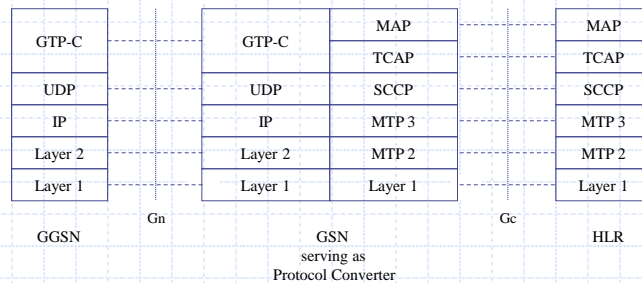 MAP
MAP
GTP-C
GTP-C
TCAP
TCAP
UDP
UDP
SCCP
SCCP
IP
IP
MTP 3
MTP 3
Layer 2
Layer 2
MTP 2
MTP 2
Layer 1
Layer 1
Layer 1
Layer 1
Gn
Gc
GGSN
GSN
serving as
Protocol Converter
HLR